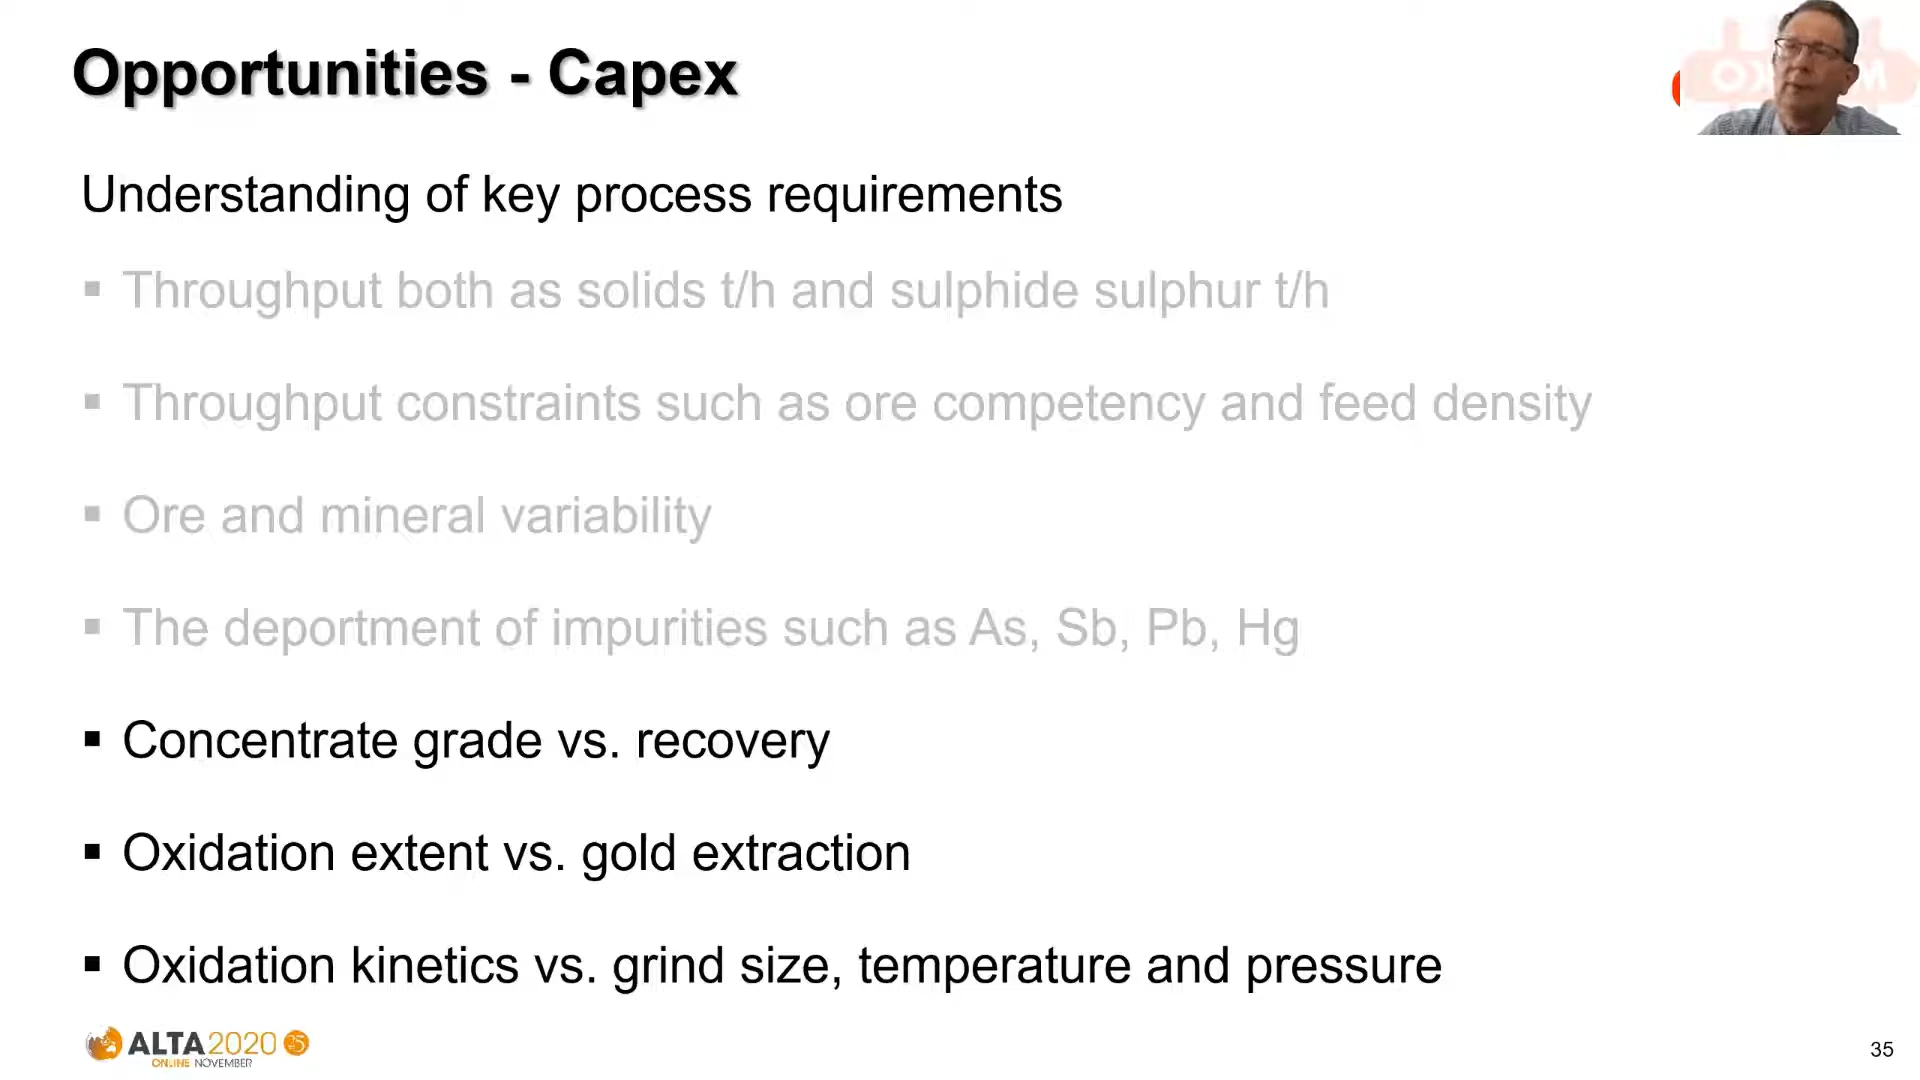 Opportunities - Capex
Understanding of key process requirements
▪ Throughput both as solids t/h and sulphide sulphur t/h
▪ Throughput constraints such as ore competency and feed density
▪ Ore and mineral variability
▪ The deportment of impurities such as As, Sb, Pb, Hg
▪ Concentrate grade vs. recovery
▪ Oxidation extent vs. gold extraction
▪ Oxidation kinetics vs. grind size, temperature and pressure
ALTA 2020 25
ONLINE NOVEMBER
35